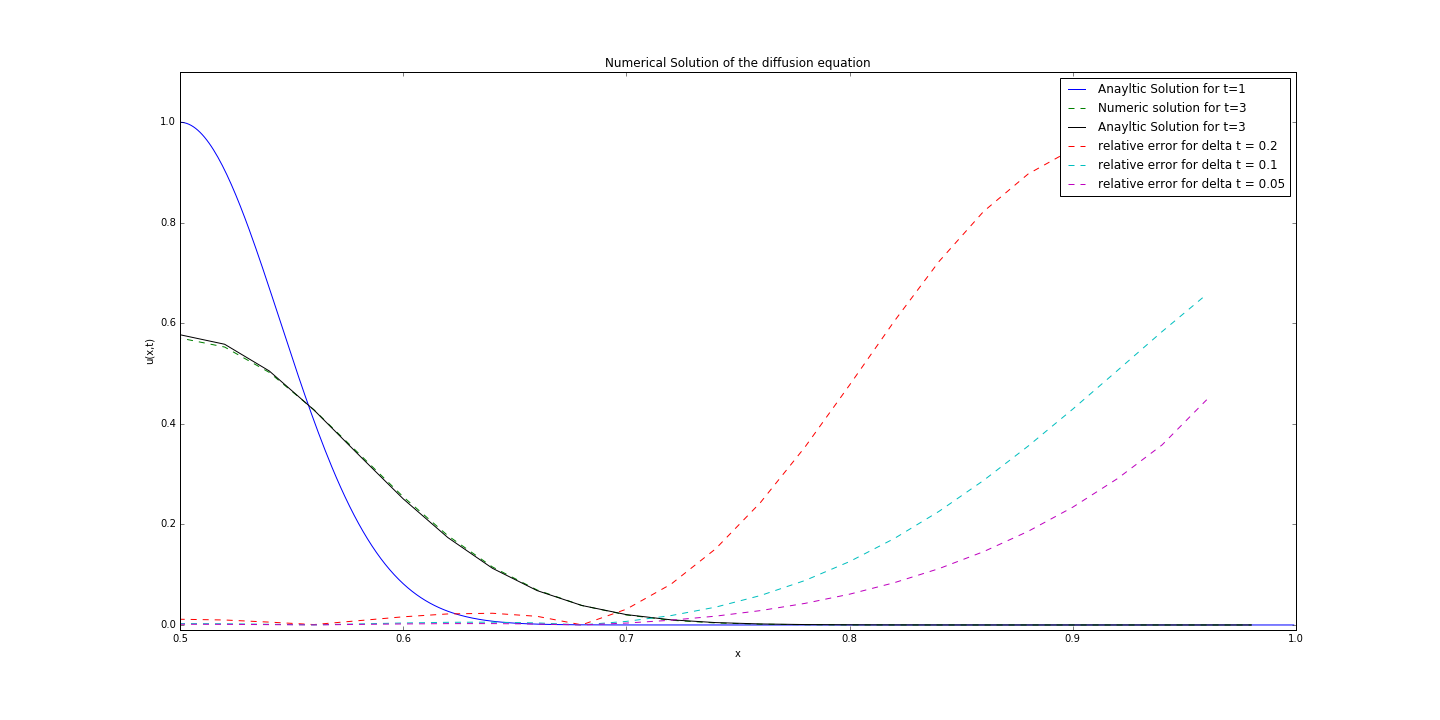 Numerical Solution of the diffusion equation
Anayltic Solution for t=1
Numeric solution for t=3
Anayltic Solution for t=3
relative error for delta t = 0.2
relative error for delta t = 0.1
relative error for delta t = 0.05
u(x,t)
1.0
0.8
0.6
0.4
0.2
0.0
0.5
0.6
0.7
0.8
0.9
1.0
x